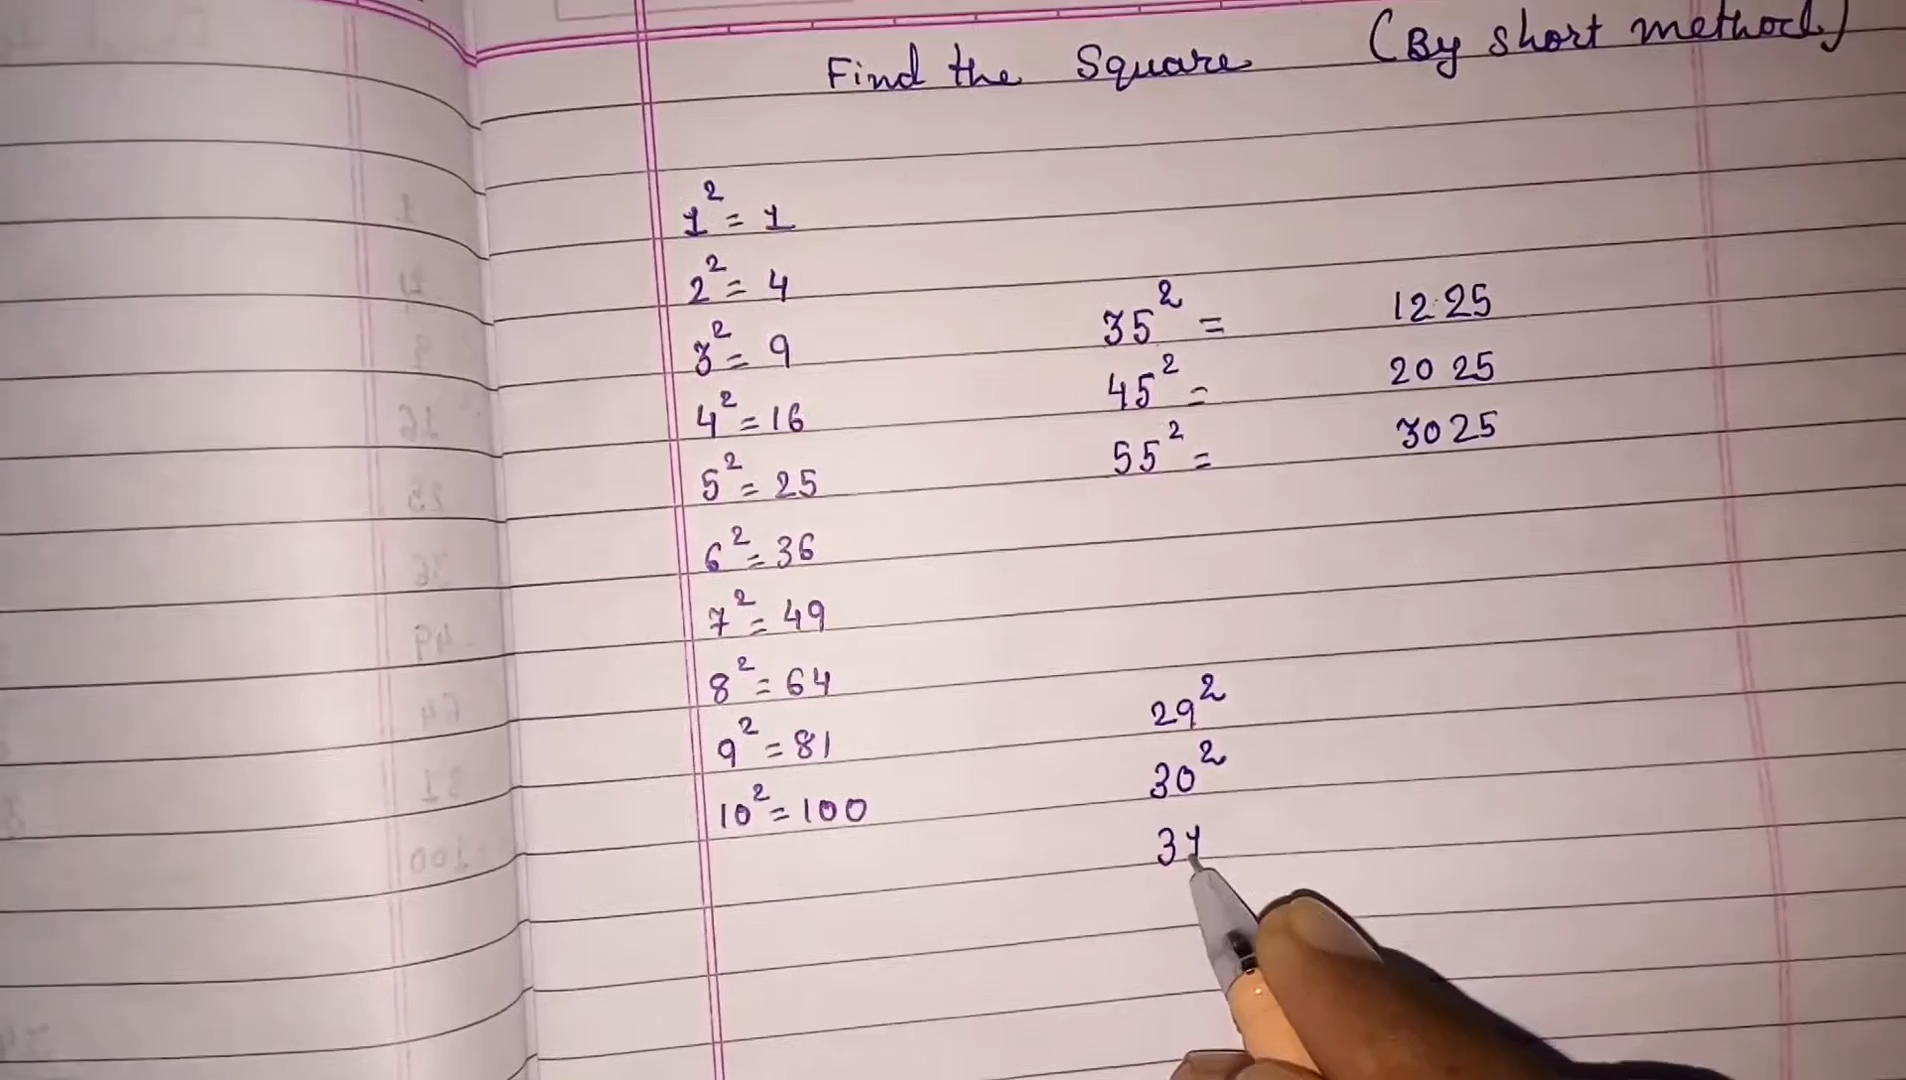 Find the Square (By short method)
1² = 1
2² = 4
3² = 9
4² = 16
5² = 25
6² = 36
7² = 49
8² = 64
9² = 81
10² = 100
35² = 1225
45² = 2025
55² = 3025
29²
30²
31